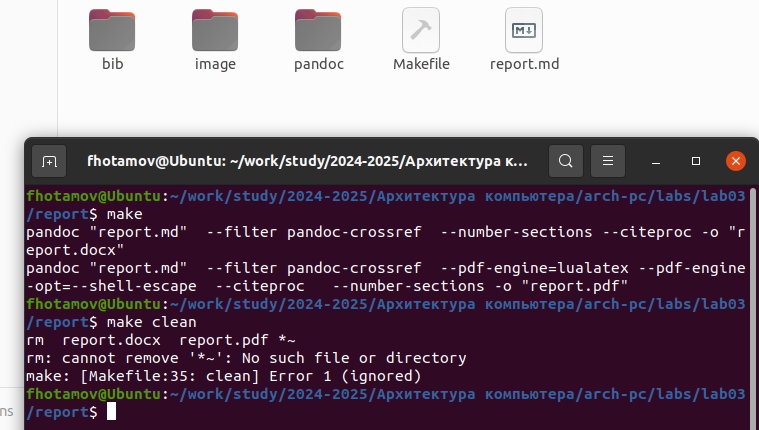 bib
image
pandoc
Makefile
M
report.md
fhotamov@Ubuntu: ~/work/study/2024-2025/Архитектура к...
fhotamov@Ubuntu:~/work/study/2024-2025/Архитектура компьютера/arch-pc/labs/lab03
/report$ make
pandoc "report.md"  --filter pandoc-crossref  --number-sections --citeproc -o "r
eport.docx"
pandoc "report.md"  --filter pandoc-crossref  --pdf-engine=lualatex --pdf-engine
-opt=--shell-escape  --citeproc   --number-sections -o "report.pdf"
fhotamov@Ubuntu:~/work/study/2024-2025/Архитектура компьютера/arch-pc/labs/lab03
/report$ make clean
rm  report.docx  report.pdf *~
rm: cannot remove '*~': No such file or directory
make: [Makefile:35: clean] Error 1 (ignored)
fhotamov@Ubuntu:~/work/study/2024-2025/Архитектура компьютера/arch-pc/labs/lab03
/report$
ns